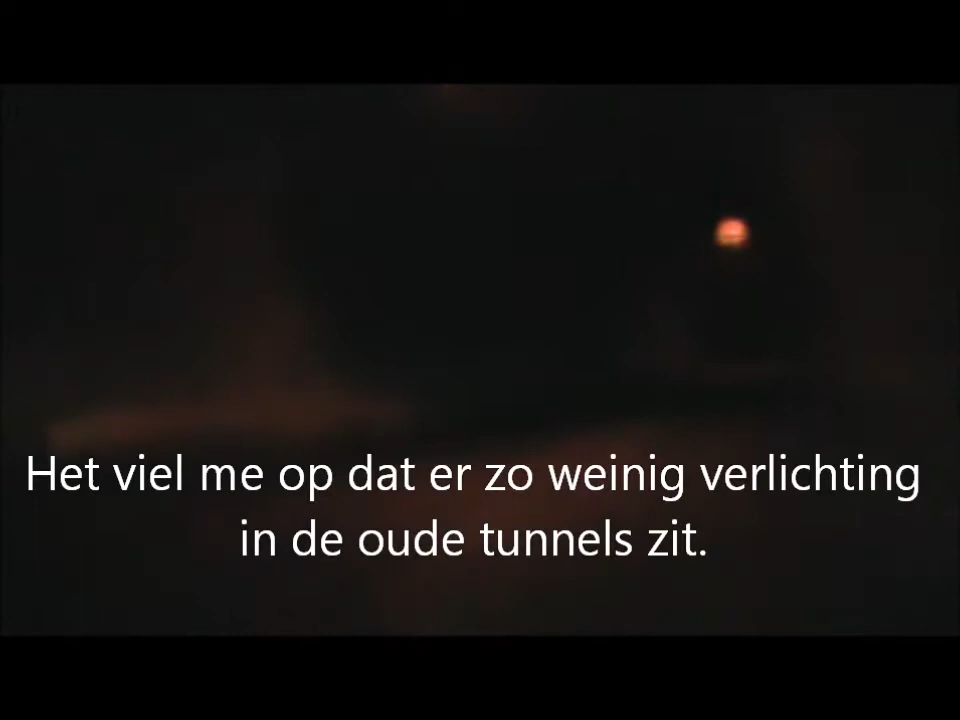 Het viel me op dat er zo weinig verlichting
in de oude tunnels zit.